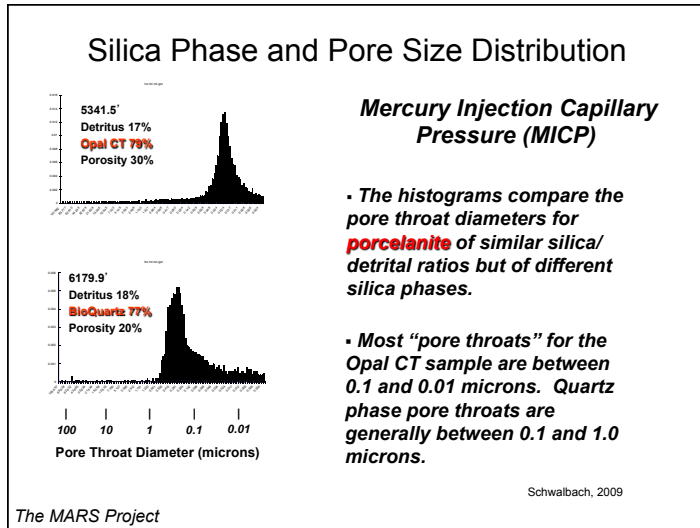 Silica Phase and Pore Size Distribution
5341.5'
Detritus 17%
Opal CT 79%
Porosity 30%
6179.9'
Detritus 18%
BioQuartz 77%
Porosity 20%
100 10 1 0.1 0.01
Pore Throat Diameter (microns)
Mercury Injection Capillary
Pressure (MICP)
▪ The histograms compare the
pore throat diameters for
porcelanite of similar silica/
detrital ratios but of different
silica phases.
▪ Most “pore throats” for the
Opal CT sample are between
0.1 and 0.01 microns. Quartz
phase pore throats are
generally between 0.1 and 1.0
microns.
Schwalbach, 2009
The MARS Project